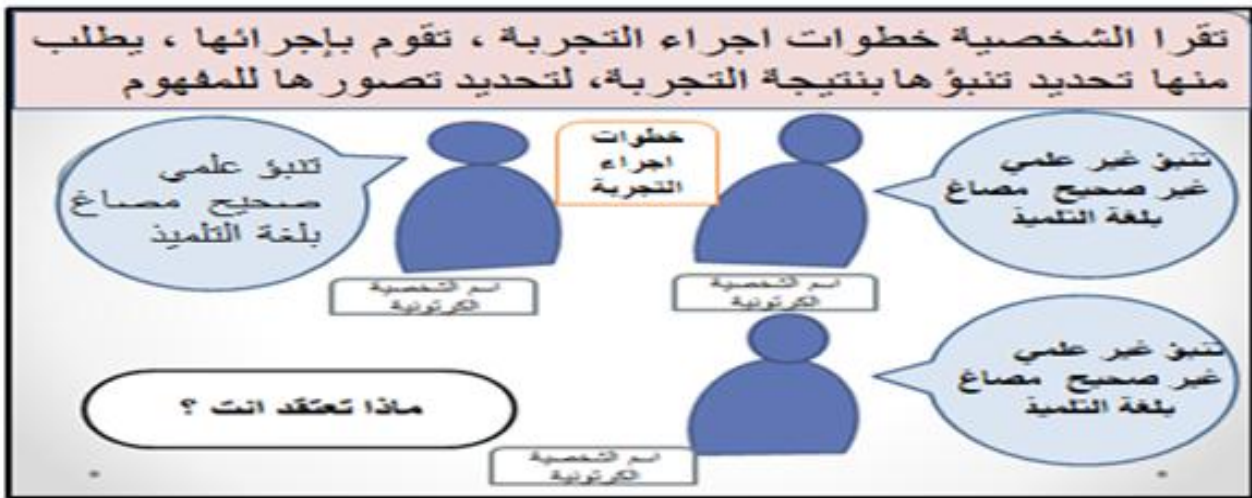 تقرا الشخصية خطوات اجراء التجربة ، تقوم بإجرائها ، يطلب
منها تحديد تنبؤها بنتيجة التجربة، لتحديد تصورها للمفهوم
تنبؤ غير علمي
غير صحيح مصاغ
بلغة التلميذ
خطوات
اجراء
التجربة
تنبؤ علمي
صحيح مصاغ
بلغة التلميذ
اسم الشخصية
الكرتونية
اسم الشخصية
الكرتونية
تنبؤ غير علمي
غير صحيح مصاغ
بلغة التلميذ
ماذا تعتقد انت ؟
اسم الشخصية
الكرتونية